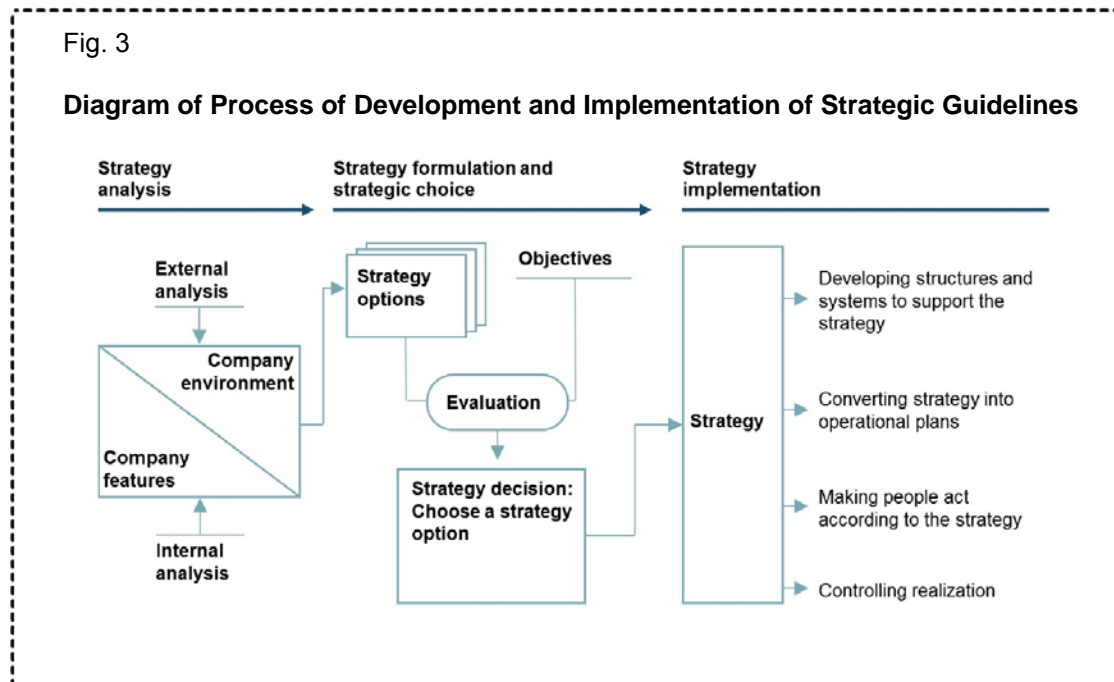 Fig. 3
Diagram of Process of Development and Implementation of Strategic Guidelines
Strategy
analysis
Strategy formulation and
strategic choice
Strategy
implementation
External
analysis
Company
environment
Company
features
Internal
analysis
Strategy
options
Objectives
Evaluation
Strategy decision:
Choose a strategy
option
Strategy
Developing structures and
systems to support the
strategy
Converting strategy into
operational plans
Making people act
according to the strategy
Controlling realization